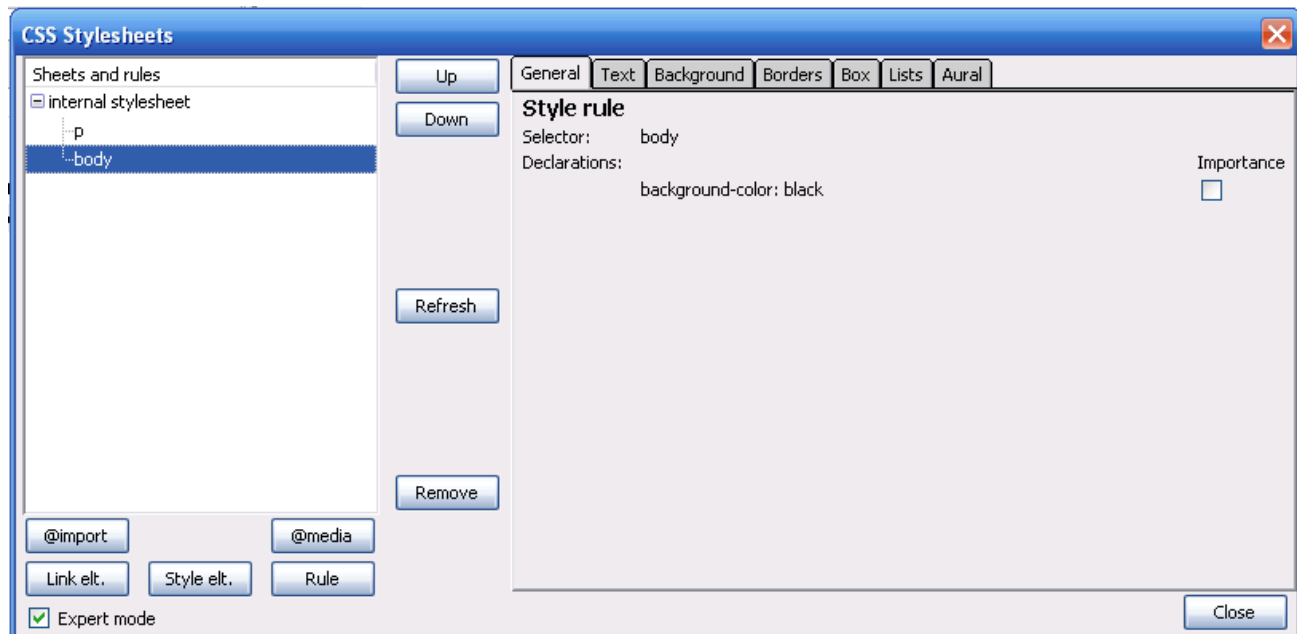 CSS Stylesheets
Sheets and rules
internal stylesheet
p
body
Up
Down
Refresh
Remove
@import
@media
Link elt.
Style elt.
Rule
Expert mode
General Text Background Borders Box Lists Aural
Style rule
Selector: body
Declarations: Importance
background-color: black
Close